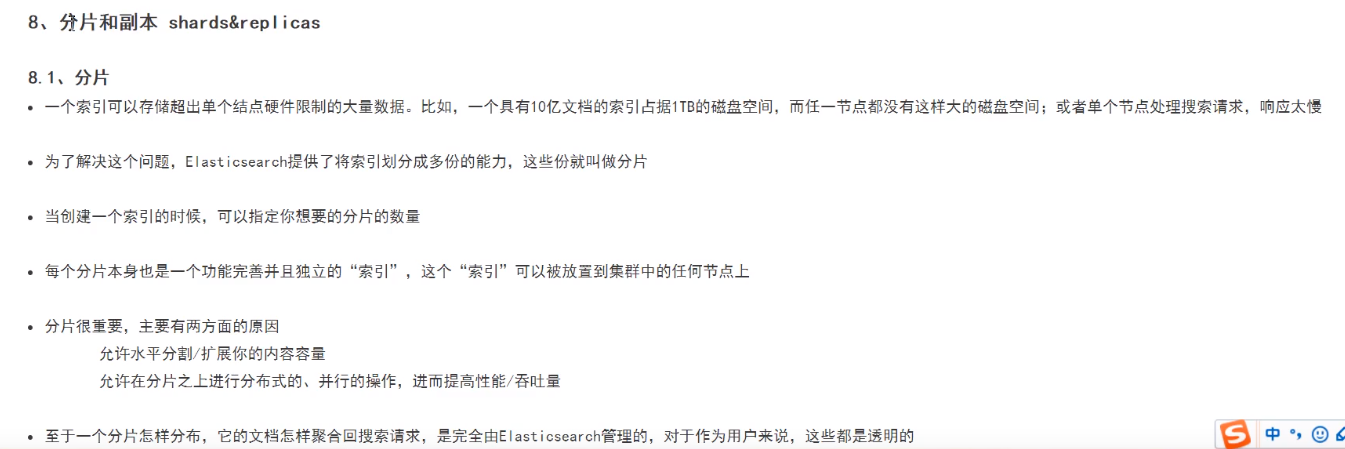 8、分片和副本 shards&replicas
8.1、分片
• 一个索引可以存储超出单个结点硬件限制的大量数据。比如，一个具有10亿文档的索引占据1TB的磁盘空间，而任一节点都没有这样大的磁盘空间；或者单个节点处理搜索请求，响应太慢
• 为了解决这个问题，Elasticsearch提供了将索引划分成多份的能力，这些份就叫做分片
• 当创建一个索引的时候，可以指定你想要的分片的数量
• 每个分片本身也是一个功能完善并且独立的“索引”，这个“索引”可以被放置到集群中的任何节点上
• 分片很重要，主要有两方面的原因
允许水平分割/扩展你的内容容量
允许在分片之上进行分布式的、并行的操作，进而提高性能/吞吐量
• 至于一个分片怎样分布，它的文档怎样聚合回搜索请求，是完全由Elasticsearch管理的，对于作为用户来说，这些都是透明的
S 中